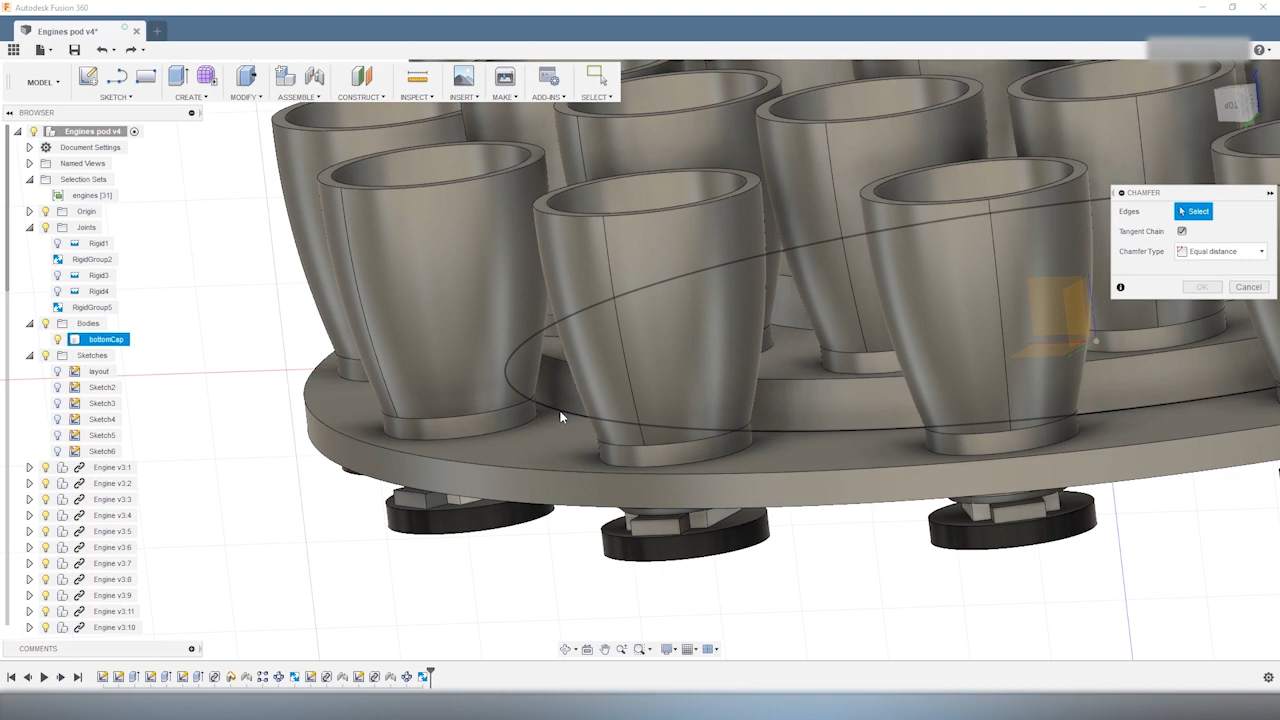 Autodesk Fusion 360
Engines pod v4*
MODEL
SKETCH
CREATE
MODIFY
ASSEMBLE
CONSTRUCT
INSPECT
INSERT
MAKE
ADD-INS
SELECT
BROWSER
Engines pod v4
Document Settings
Named Views
Selection Sets
engines [31]
Origin
Joints
Rigid1
RigidGroup2
Rigid3
Rigid4
RigidGroup5
Bodies
bottomCap
Sketches
layout
Sketch2
Sketch3
Sketch4
Sketch5
Sketch6
Engine v3:1
Engine v3:2
Engine v3:3
Engine v3:4
Engine v3:5
Engine v3:6
Engine v3:7
Engine v3:8
Engine v3:9
Engine v3:11
Engine v3:10
COMMENTS
TOP
CHAMFER
Edges Select
Tangent Chain
Chamfer Type Equal distance
OK Cancel